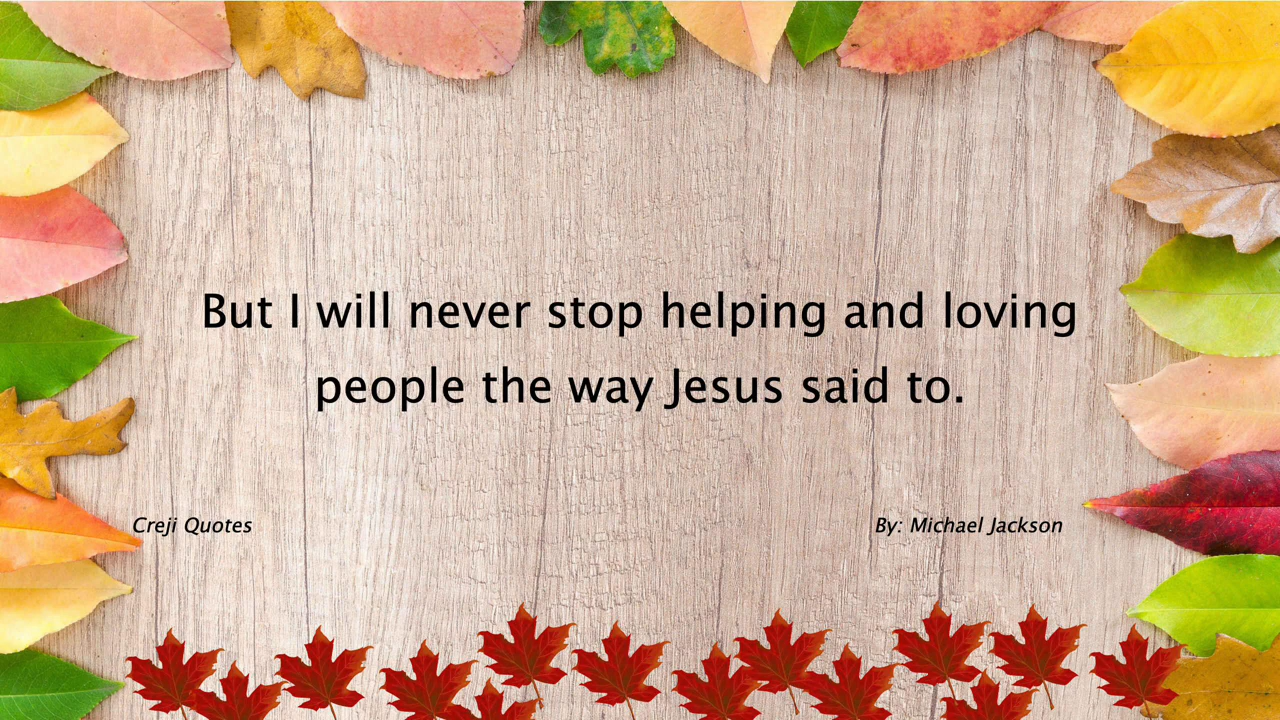 But I will never stop helping and loving
people the way Jesus said to.
Creji Quotes
By: Michael Jackson